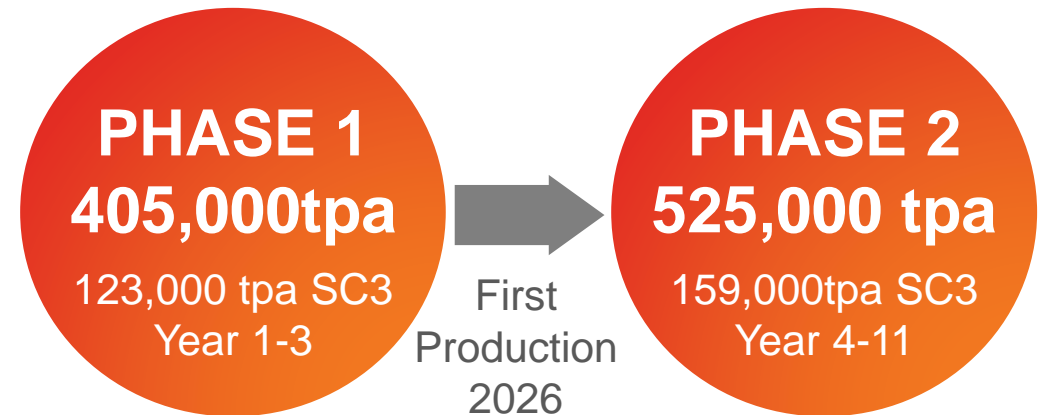 PHASE 1
405,000tpa
123,000 tpa SC3
Year 1-3
First
Production
2026
PHASE 2
525,000 tpa
159,000tpa SC3
Year 4-11